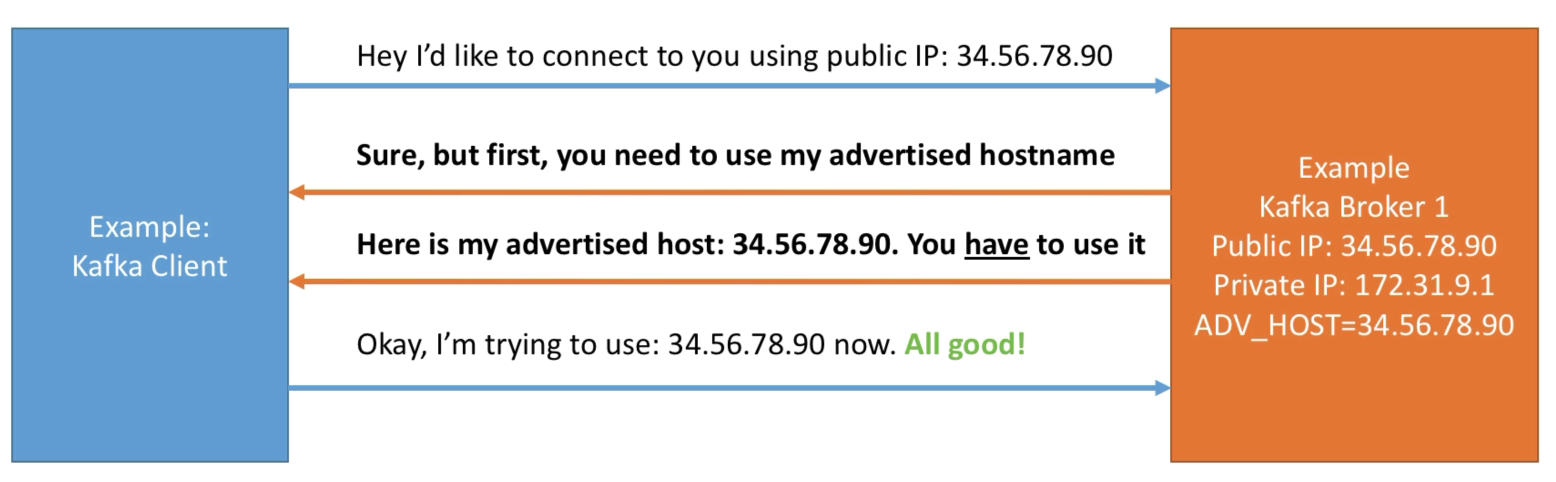 Hey I’d like to connect to you using public IP: 34.56.78.90
Sure, but first, you need to use my advertised hostname
Example:
Kafka Client
Here is my advertised host: 34.56.78.90. You have to use it
Okay, I’m trying to use: 34.56.78.90 now. All good!
Example
Kafka Broker 1
Public IP: 34.56.78.90
Private IP: 172.31.9.1
ADV_HOST=34.56.78.90